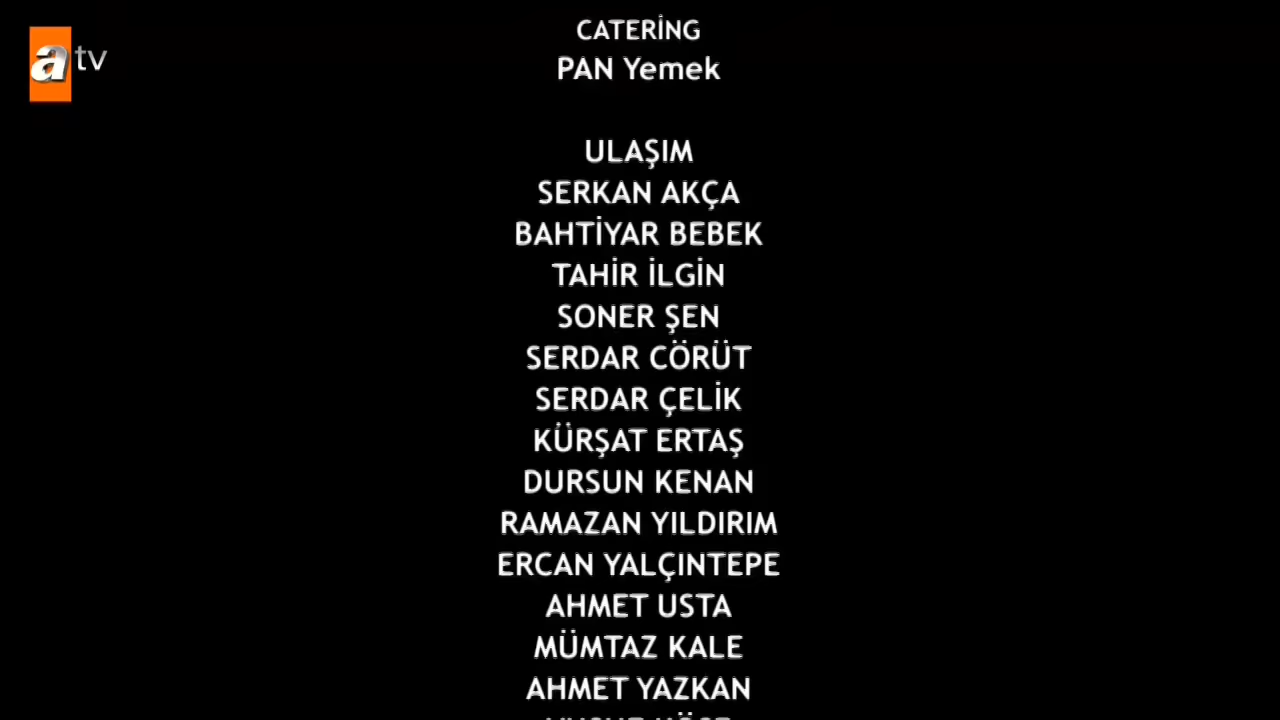 atv
CATERİNG
PAN Yemek
ULAŞIM
SERKAN AKÇA
BAHTİYAR BEBEK
TAHİR İLGİN
SONER ŞEN
SERDAR CÖRÜT
SERDAR ÇELİK
KÜRŞAT ERTAŞ
DURSUN KENAN
RAMAZAN YILDIRIM
ERCAN YALÇINTEPE
AHMET USTA
MÜMTAZ KALE
AHMET YAZKAN